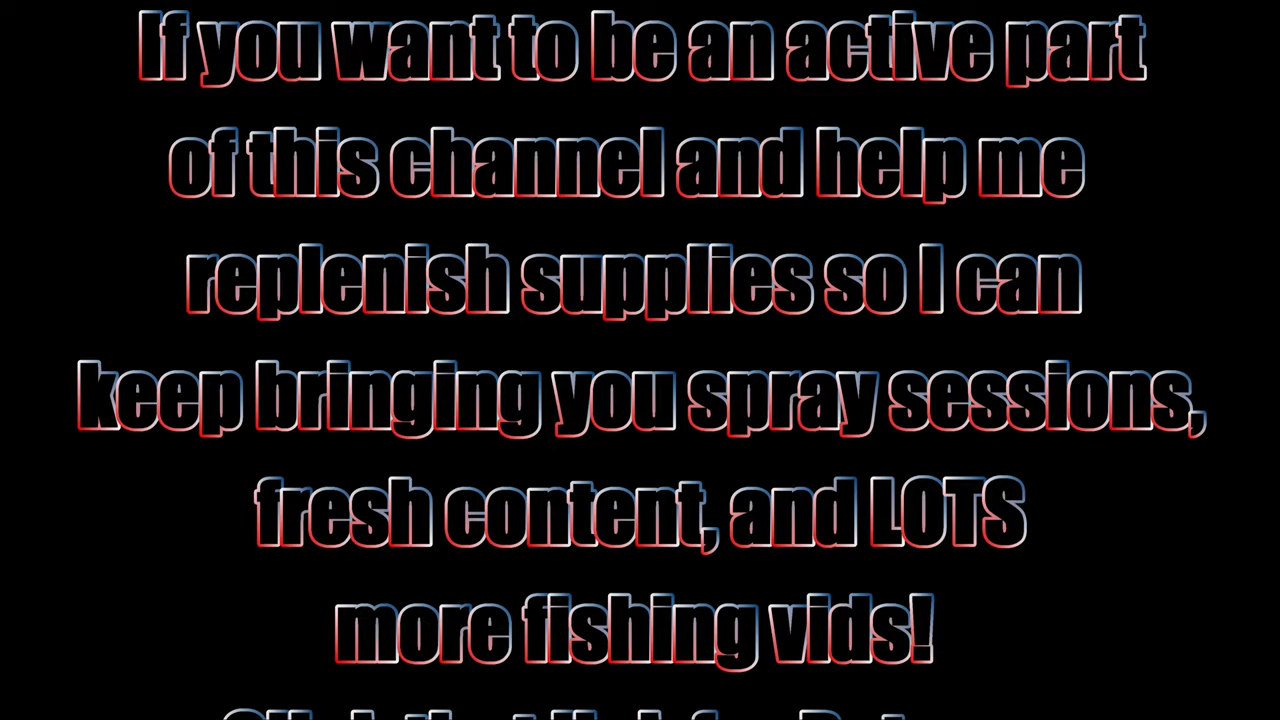 If you want to be an active part
of this channel and help me
replenish supplies so I can
keep bringing you spray sessions,
fresh content, and LOTS
more fishing vids!